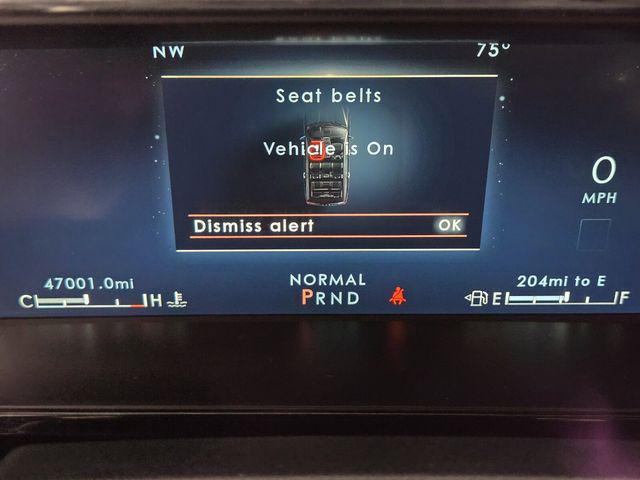 NW 75°
Seat belts
Vehicle is On
Dismiss alert OK
0
MPH
47001.0mi
NORMAL
204mi to E
C H
PRND
E F